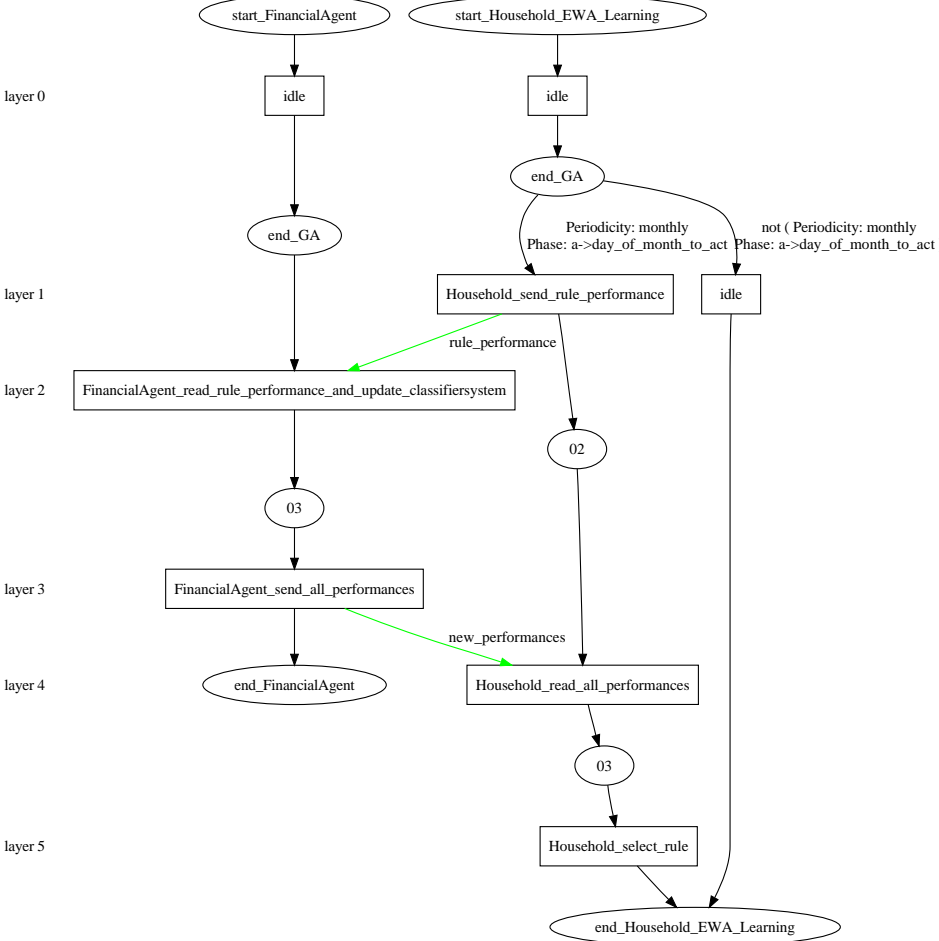 start_FinancialAgent
start_Household_EWA_Learning
layer 0
idle
idle
end_GA
end_GA
Periodicity: monthly
Phase: a->day_of_month_to_act
not ( Periodicity: monthly
Phase: a->day_of_month_to_act
layer 1
Household_send_rule_performance
idle
rule_performance
layer 2
FinancialAgent_read_rule_performance_and_update_classifiersystem
02
03
layer 3
FinancialAgent_send_all_performances
new_performances
layer 4
end_FinancialAgent
Household_read_all_performances
03
layer 5
Household_select_rule
end_Household_EWA_Learning